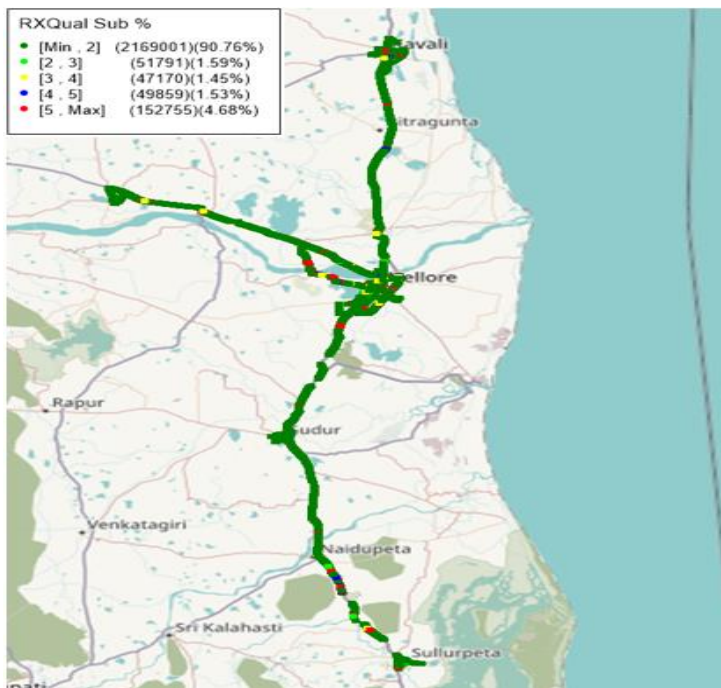 RXQual Sub %
[Min , 2] (2169001)(90.76%)
[2 , 3] (51791)(1.59%)
[3 , 4] (47170)(1.45%)
[4 , 5] (49859)(1.53%)
[5 , Max] (152755)(4.68%)
avali
itragunta
ellore
Rapur
udur
Venkatagiri
Naidupeta
Sri Kalahasti
Sullurpeta
pati